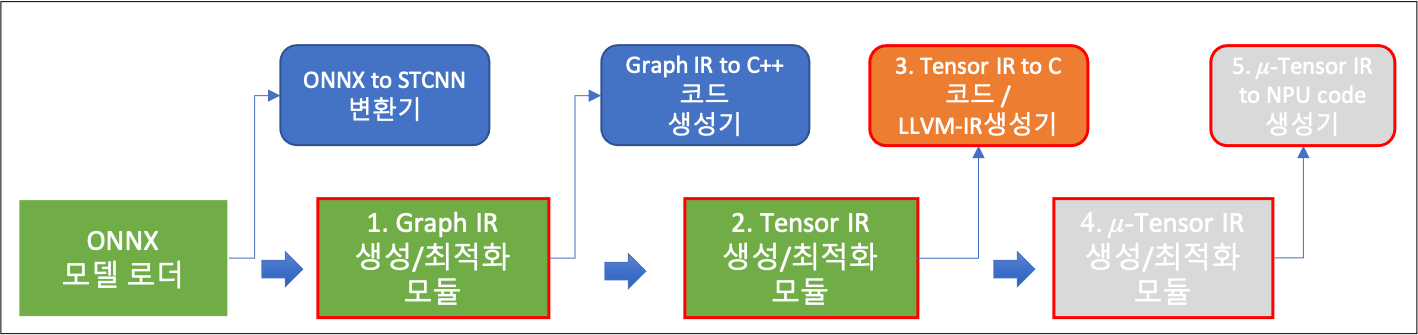 ONNX to STCNN
변환기
Graph IR to C++
코드
생성기
3. Tensor IR to C
코드 /
LLVM-IR생성기
5. 𝜇-Tensor IR
to NPU code
생성기
ONNX
모델 로더
1. Graph IR
생성/최적화
모듈
2. Tensor IR
생성/최적화
모듈
4. 𝜇-Tensor IR
생성/최적화
모듈